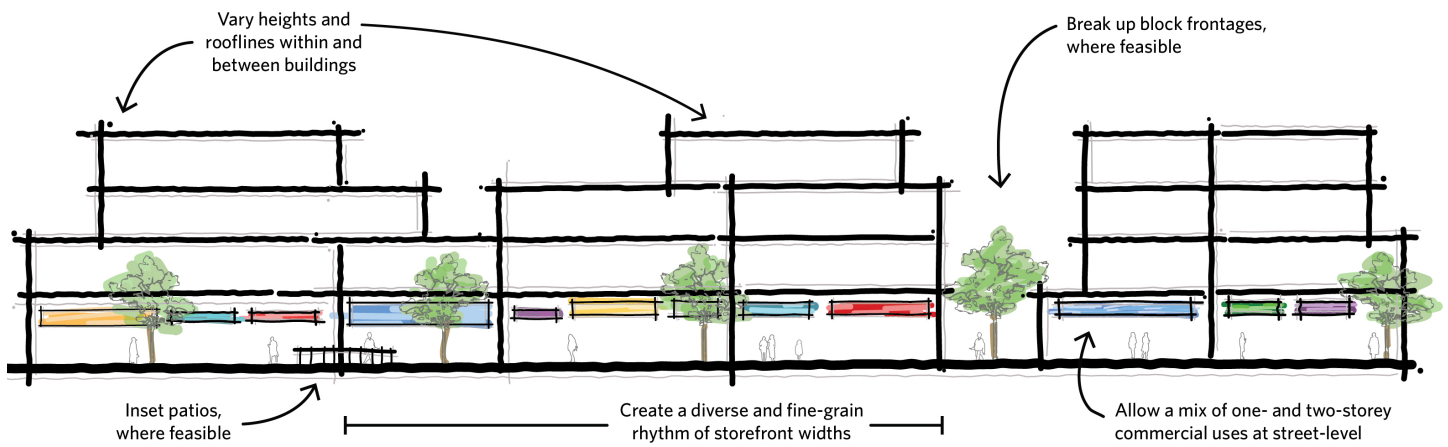 Vary heights and
rooflines within and
between buildings
Break up block frontages,
where feasible
Inset patios,
where feasible
Create a diverse and fine-grain
rhythm of storefront widths
Allow a mix of one- and two-storey
commercial uses at street-level